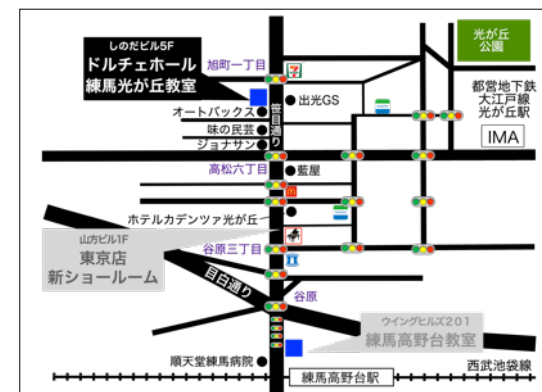 しのだビル5F
ドルチェホール
練馬光が丘教室
旭町一丁目
光が丘
公園
都営地下鉄
大江戸線
光が丘駅
IMA
出光GS
笹目通り
オートバックス
味の民芸
ジョナサン
高松六丁目
藍屋
ホテルカデンツァ光が丘
山方ビル1F
東京店
新ショールーム
谷原三丁目
目白通り
谷原
ウイングヒルズ201
練馬高野台教室
順天堂練馬病院
西武池袋線
練馬高野台駅